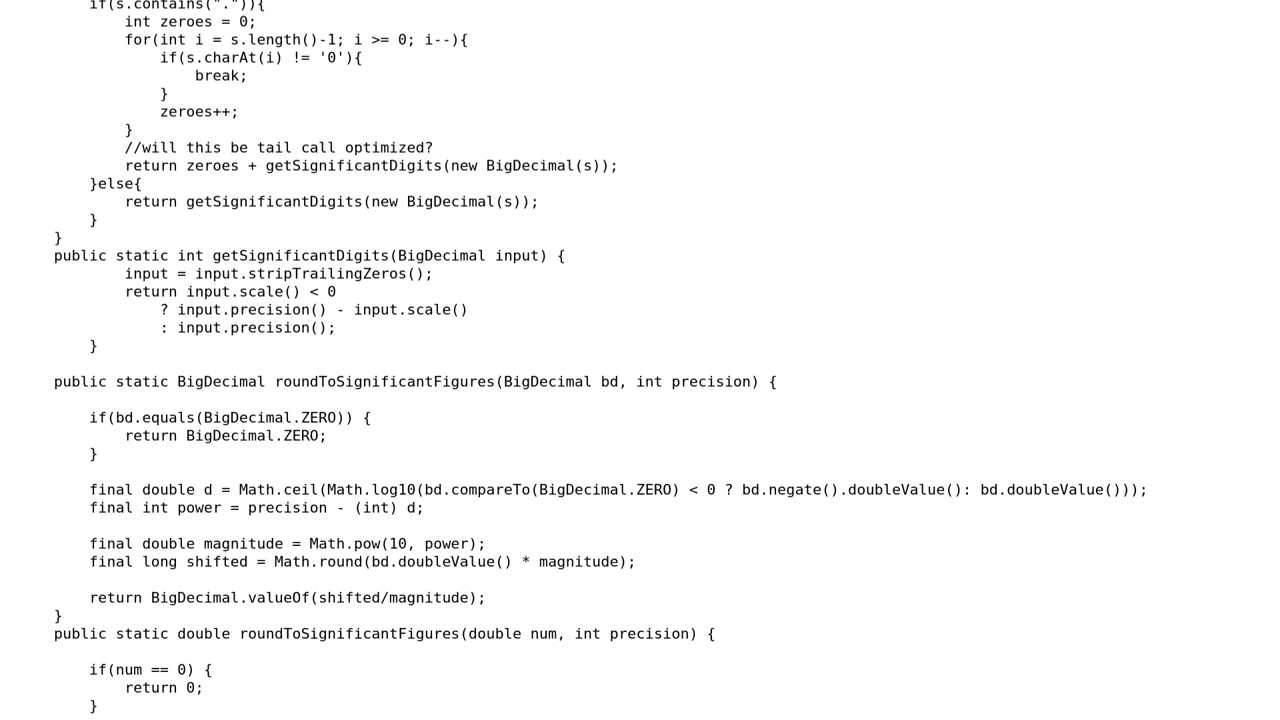 if(s.contains(".")){
int zeroes = 0;
for(int i = s.length()-1; i >= 0; i--){
if(s.charAt(i) != '0'){
break;
}
zeroes++;
}
//will this be tail call optimized?
return zeroes + getSignificantDigits(new BigDecimal(s));
}else{
return getSignificantDigits(new BigDecimal(s));
}
}
public static int getSignificantDigits(BigDecimal input) {
input = input.stripTrailingZeros();
return input.scale() < 0
? input.precision() - input.scale()
: input.precision();
}
public static BigDecimal roundToSignificantFigures(BigDecimal bd, int precision) {
if(bd.equals(BigDecimal.ZERO)) {
return BigDecimal.ZERO;
}
final double d = Math.ceil(Math.log10(bd.compareTo(BigDecimal.ZERO) < 0 ? bd.negate().doubleValue(): bd.doubleValue()));
final int power = precision - (int) d;
final double magnitude = Math.pow(10, power);
final long shifted = Math.round(bd.doubleValue() * magnitude);
return BigDecimal.valueOf(shifted/magnitude);
}
public static double roundToSignificantFigures(double num, int precision) {
if(num == 0) {
return 0;
}